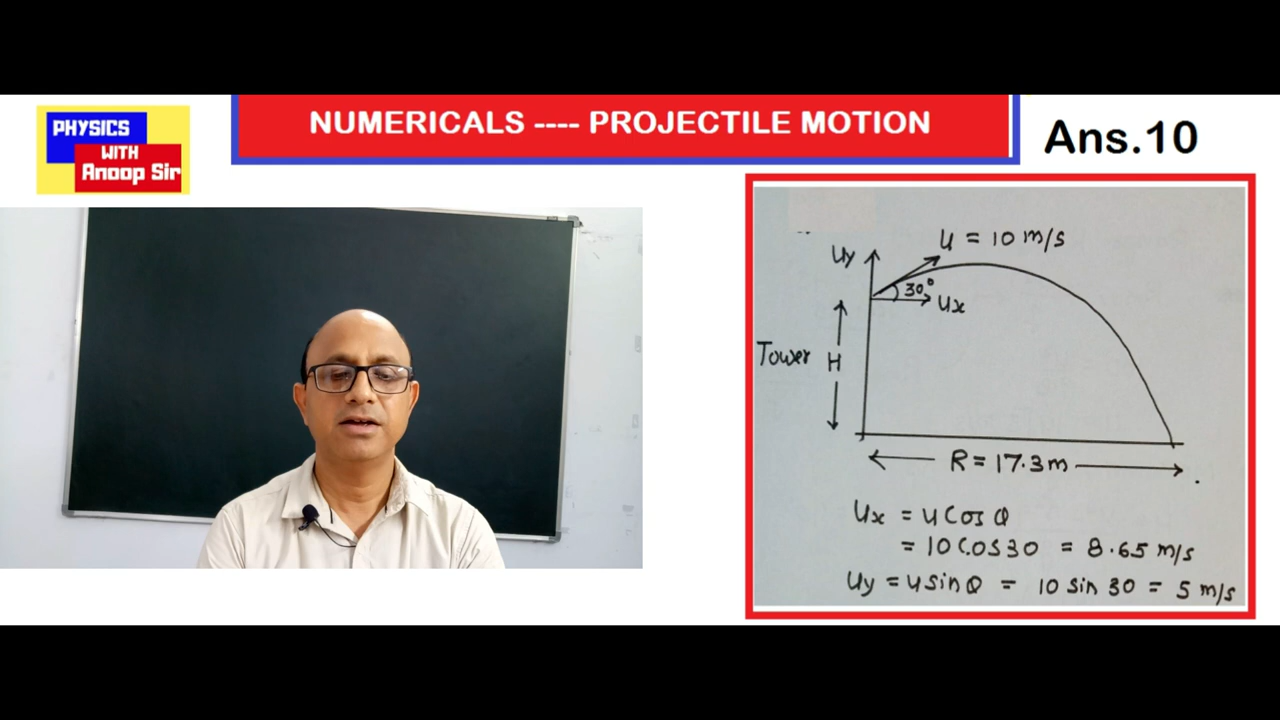 PHYSICS
WITH
Anoop Sir
NUMERICALS ---- PROJECTILE MOTION
Ans.10
u = 10 m/s
Uy
30°
Ux
Tower H
R = 17.3m
Ux = u Cos θ
= 10 Cos 30 = 8.65 m/s
Uy = u sin θ = 10 sin 30 = 5 m/s